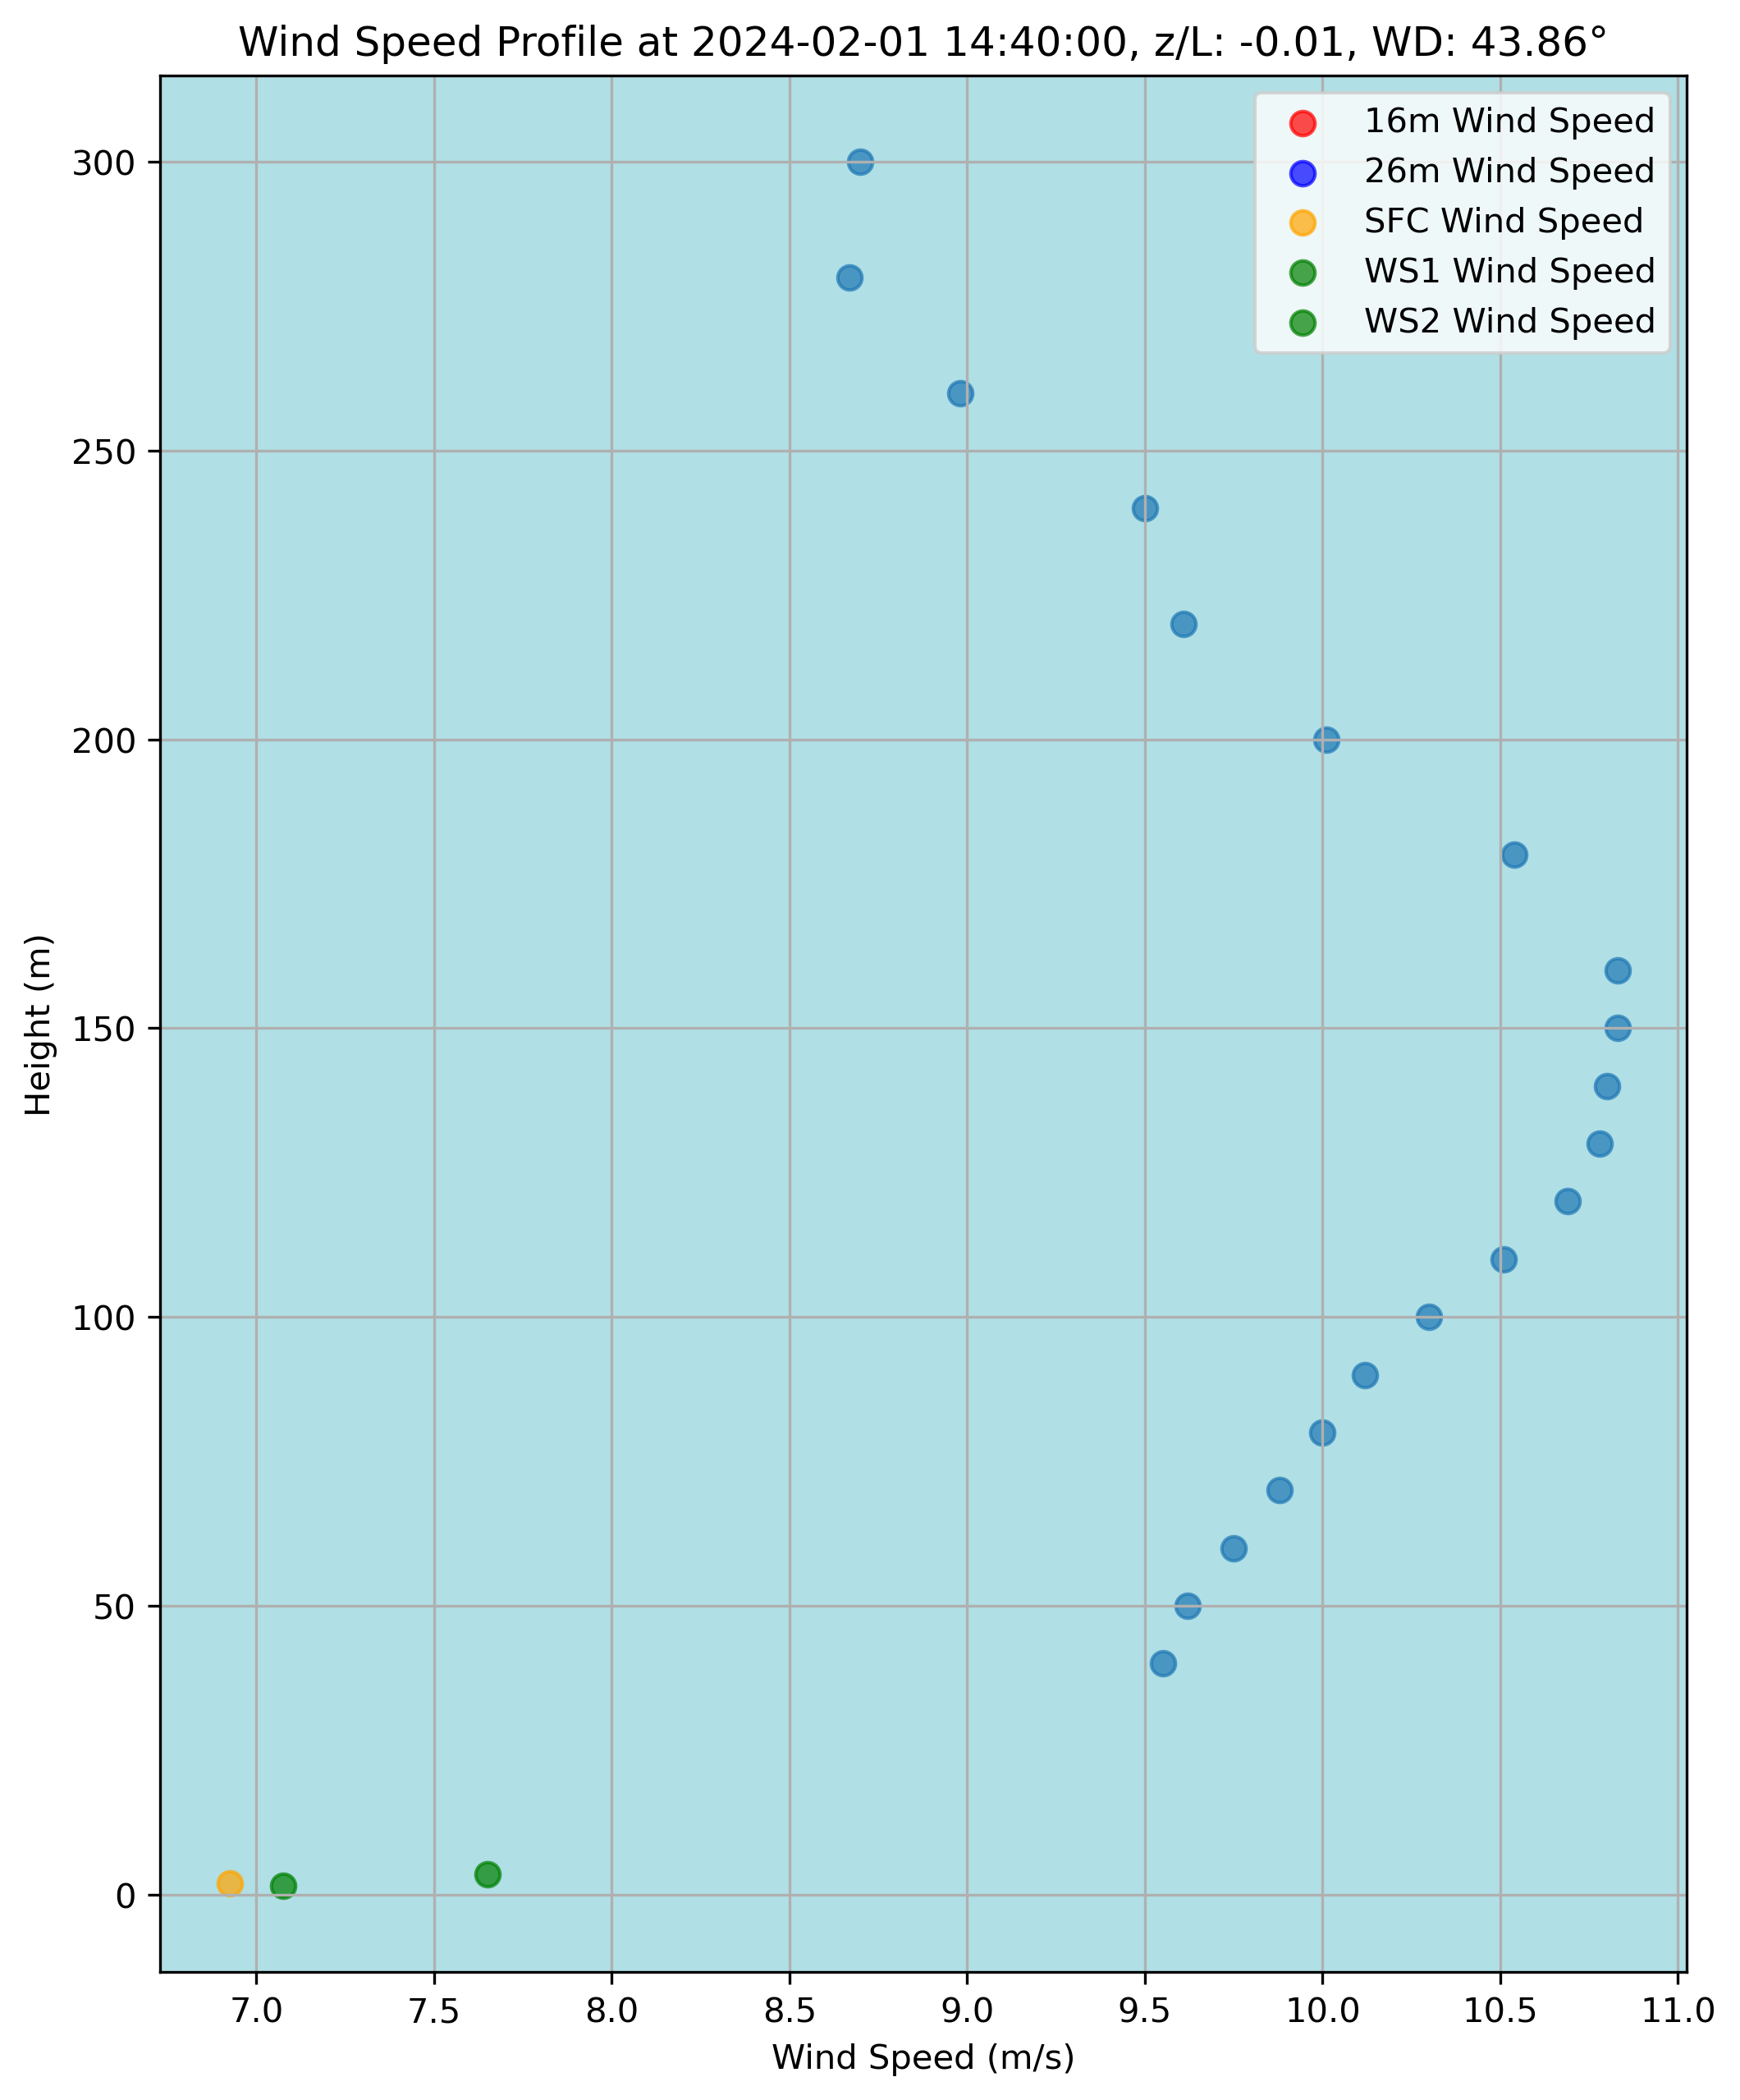 Wind Speed Profile at 2024-02-01 14:40:00, z/L: -0.01, WD: 43.86°
16m Wind Speed
26m Wind Speed
SFC Wind Speed
WS1 Wind Speed
WS2 Wind Speed
300
250
200
150
100
50
0
Height (m)
7.0 7.5 8.0 8.5 9.0 9.5 10.0 10.5 11.0
Wind Speed (m/s)